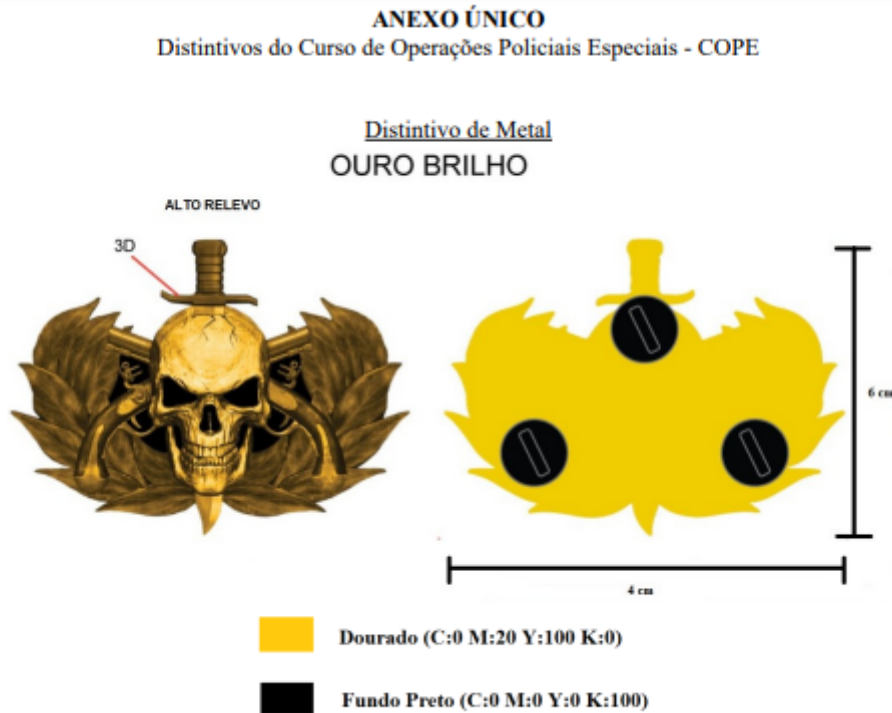 ANEXO ÚNICO
Distintivos do Curso de Operações Policiais Especiais - COPE
Distintivo de Metal
OURO BRILHO
ALTO RELEVO
3D
6 cm
4 cm
Dourado (C:0 M:20 Y:100 K:0)
Fundo Preto (C:0 M:0 Y:0 K:100)